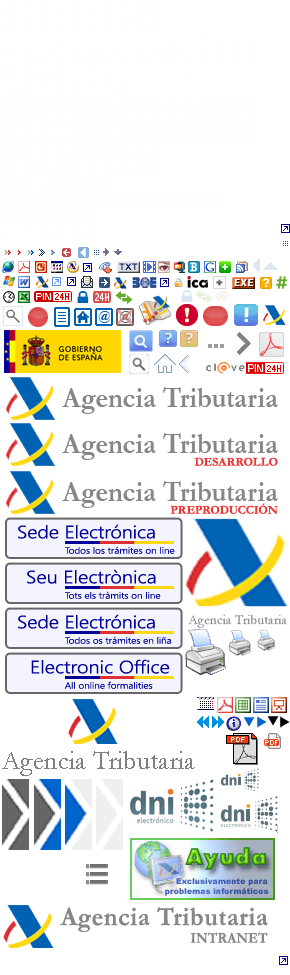 TXT
B
G
W
BOE
ica
+
EXE
?
#
X
PIN 24H
24H
@
!
!
GOBIERNO
DE ESPAÑA
?
?
cl@ve PIN 24H
Agencia Tributaria
Agencia Tributaria
DESARROLLO
Agencia Tributaria
PREPRODUCCIÓN
Sede Electrónica
Todos los trámites on line
Seu Electrònica
Tots els tràmits on line
Sede Electrónica
Todos os trámites en liña
Electronic Office
All online formalities
Agencia Tributaria
i
PDF
PDF
Agencia Tributaria
dni
electrónico
dni
dni
ELECTRÓNICO
Ayuda
Exclusivamente para
problemas informáticos
Agencia Tributaria
INTRANET